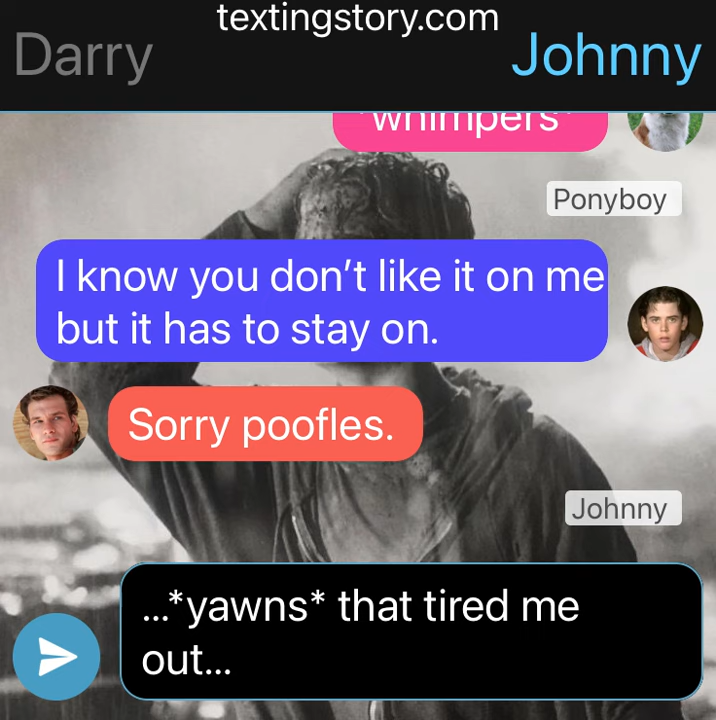 textingstory.com
Darry
Johnny
*whimpers*
Ponyboy
I know you don’t like it on me
but it has to stay on.
Sorry poofles.
Johnny
...*yawns* that tired me
out...